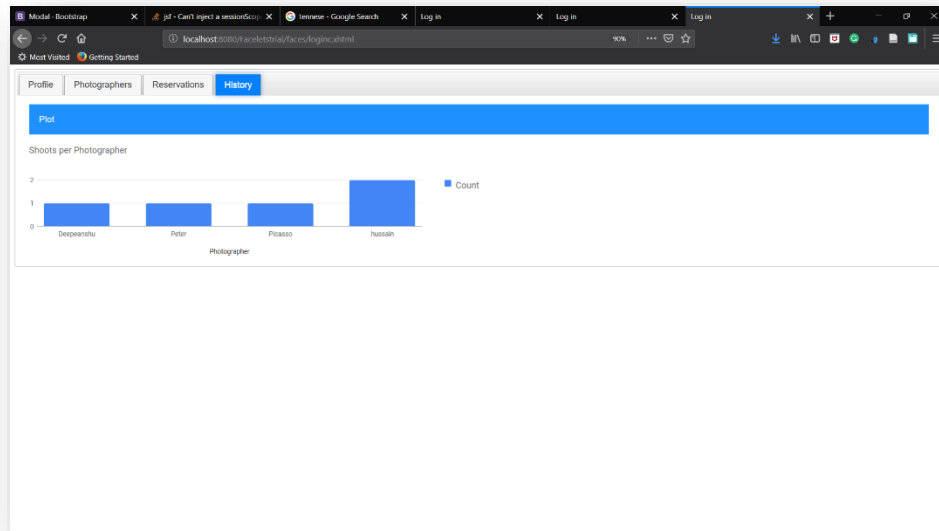 Modal - Bootstrap
jsf - Can't inject a sessionScop
tennese - Google Search
Log in
Log in
Log in
localhost:8080/Faceletstrial/faces/loginc.xhtml
90%
Most Visited
Getting Started
Profile
Photographers
Reservations
History
Plot
Shoots per Photographer
2
1
0
Count
Deepeanshu
Peter
Picasso
hussain
Photographer